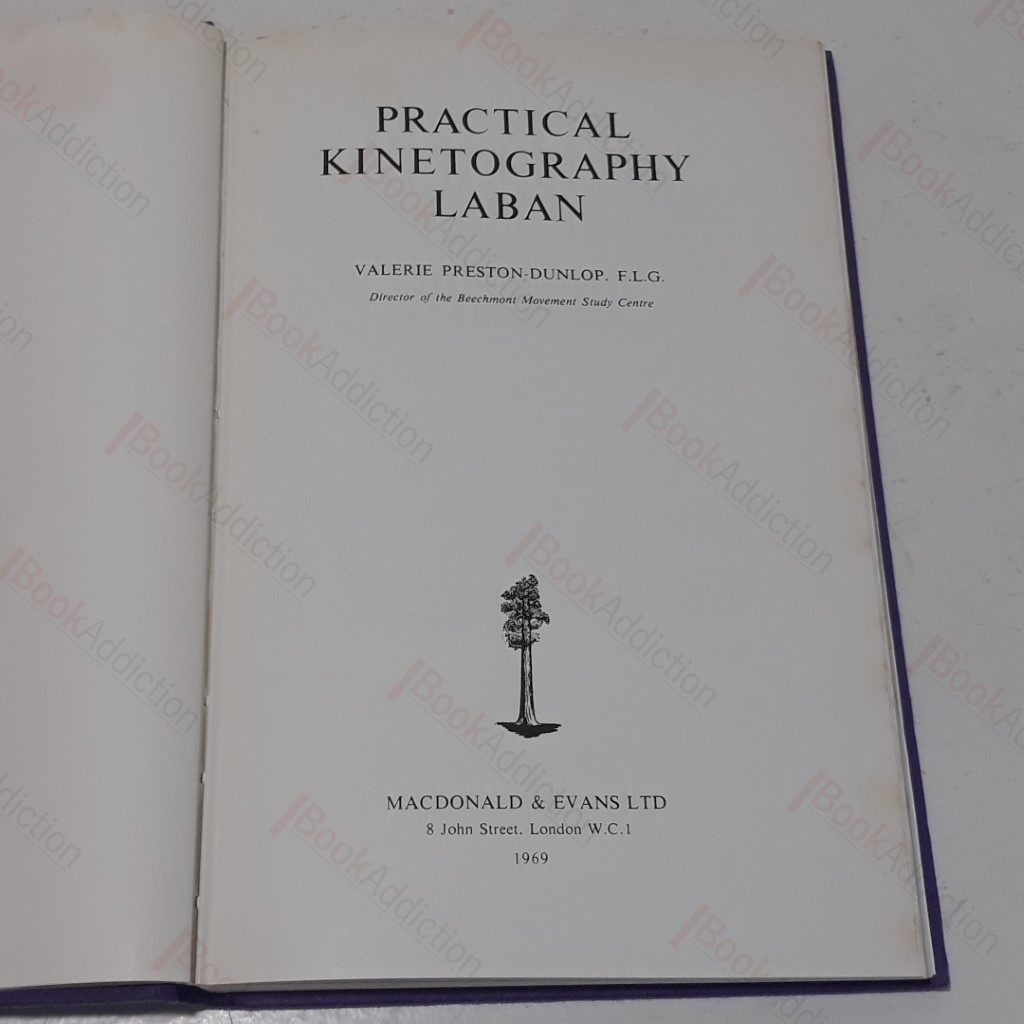 PRACTICAL
KINETOGRAPHY
LABAN
VALERIE PRESTON-DUNLOP, F.L.G.
Director of the Beechmont Movement Study Centre
MACDONALD & EVANS LTD
8 John Street, London W.C.1
1969
BookAddiction